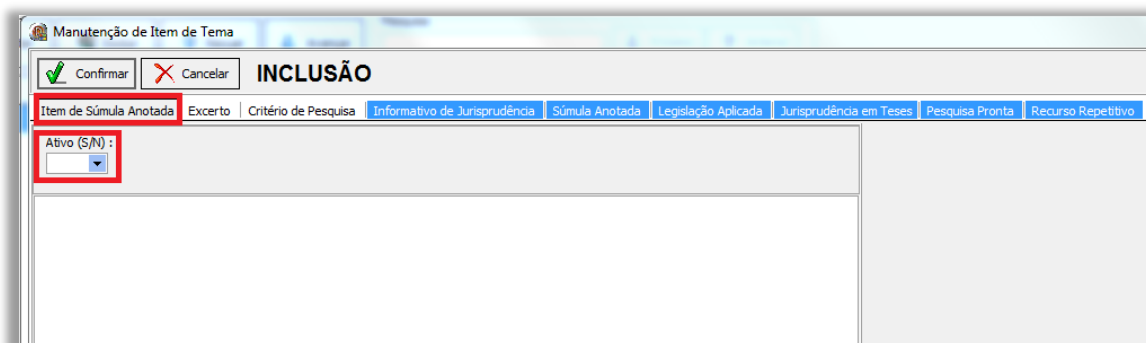 Manutenção de Item de Tema
Confirmar Cancelar INCLUSÃO
Item de Súmula Anotada Excerto Critério de Pesquisa Informativo de Jurisprudência Súmula Anotada Legislação Aplicada Jurisprudência em Teses Pesquisa Pronta Recurso Repetitivo
Ativo (S/N) :